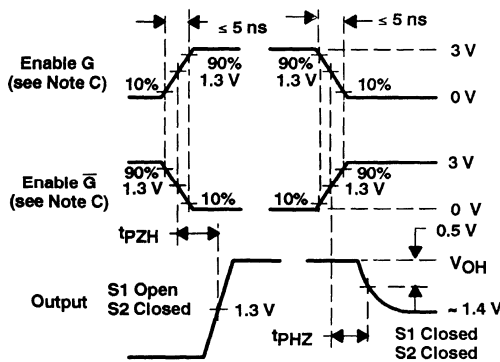 ≤ 5 ns ≤ 5 ns
Enable G
(see Note C)
10% 90% 1.3 V 90% 1.3 V 10% 3 V 0 V
Enable G̅
(see Note C)
90% 1.3 V 10% 10% 90% 1.3 V 3 V 0 V
tPZH 0.5 V
Output
S1 Open
S2 Closed
1.3 V VOH
tPHZ ~ 1.4 V
S1 Closed
S2 Closed